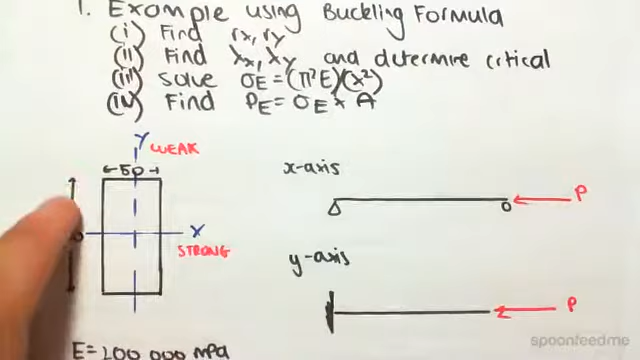 1. Example using Buckling Formula
(i) Find rx, ry
(ii) Find λx, λy and determine critical
(iii) Solve σE = (π²E)/(λ²)
(iv) Find PE = σE × A
Y
WEAK
50
x-axis
P
X
STRONG
y-axis
P
E = 200 000 mPa
spoonfeedme